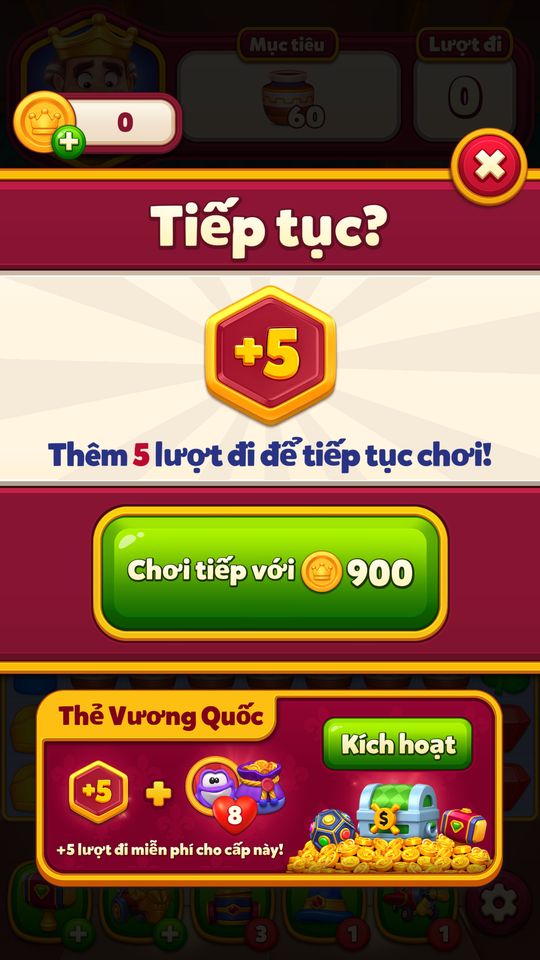 Mục tiêu
Lượt đi
0
60
0
Tiếp tục?
+5
Thêm 5 lượt đi để tiếp tục chơi!
Chơi tiếp với 900
Thẻ Vương Quốc
Kích hoạt
+5
8
+5 lượt đi miễn phí cho cấp này!
3
1
1